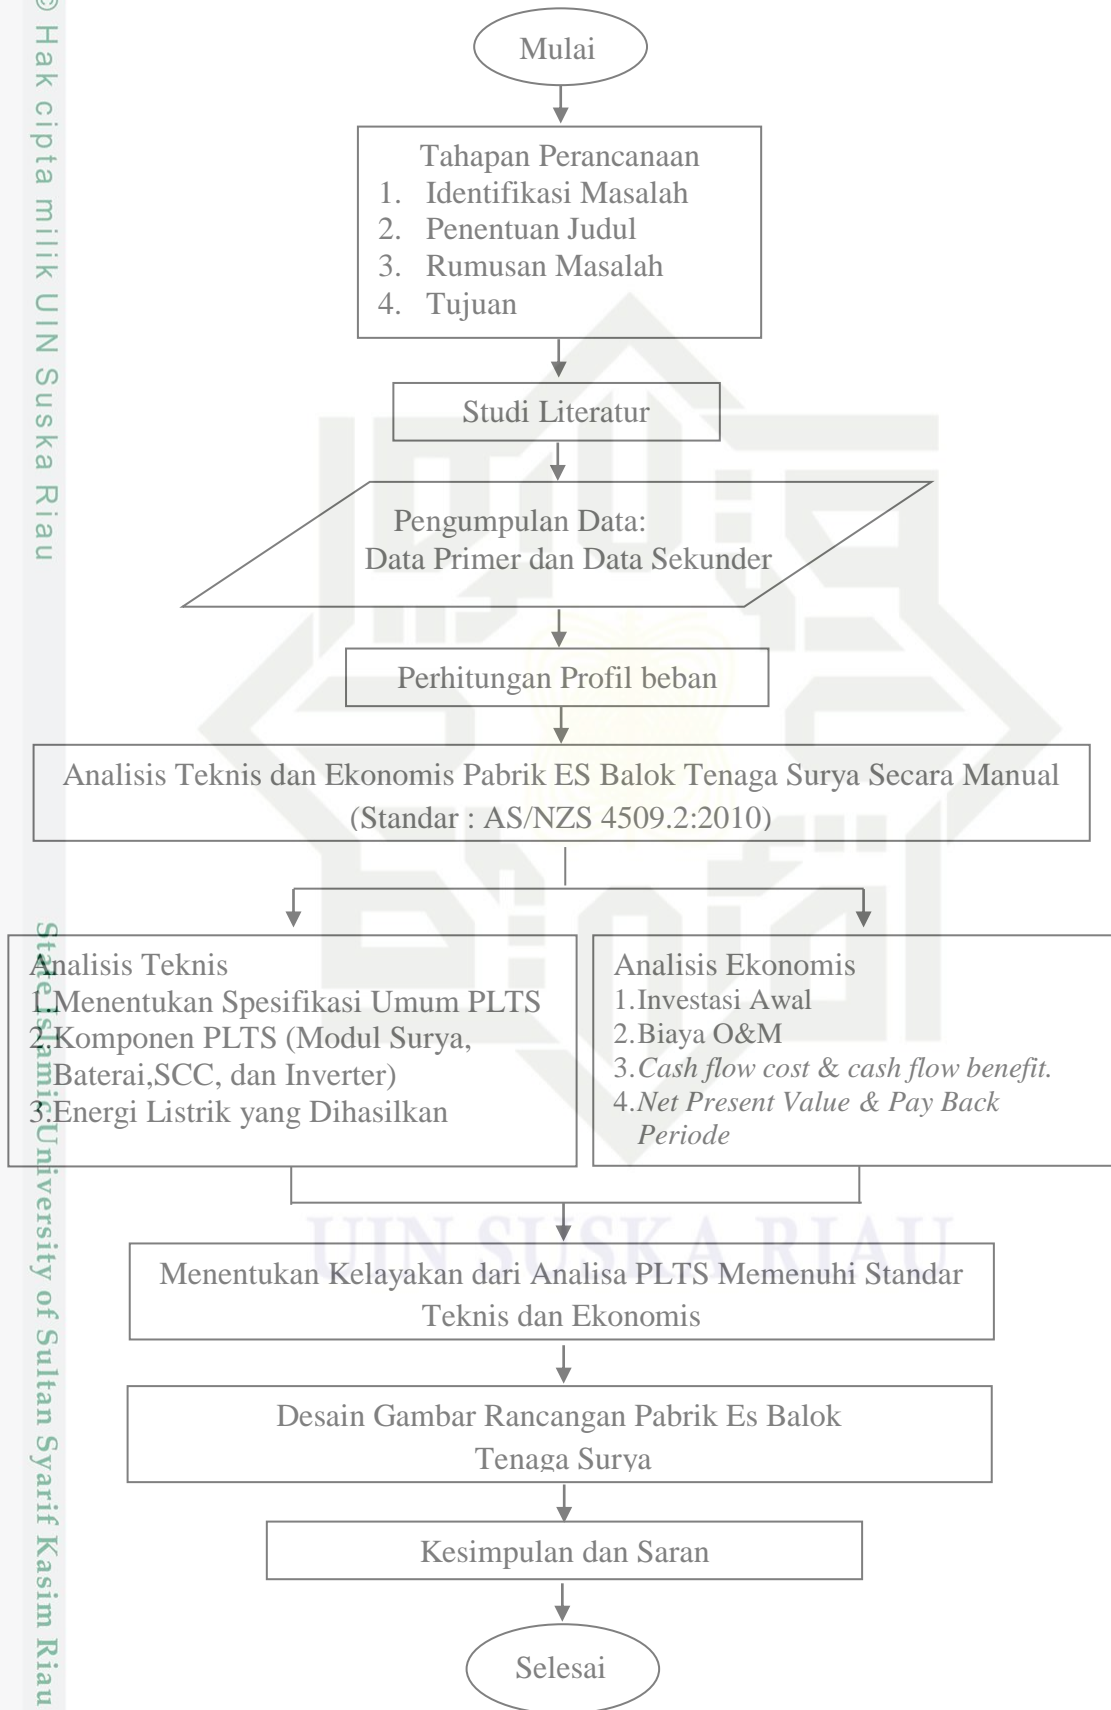 © Hak cipta milik UIN Suska Riau
State Islamic University of Sultan Syarif Kasim Riau
Mulai
Tahapan Perancanaan
1. Identifikasi Masalah
2. Penentuan Judul
3. Rumusan Masalah
4. Tujuan
Studi Literatur
Pengumpulan Data:
Data Primer dan Data Sekunder
Perhitungan Profil beban
Analisis Teknis dan Ekonomis Pabrik ES Balok Tenaga Surya Secara Manual
(Standar : AS/NZS 4509.2:2010)
Analisis Teknis
1.Menentukan Spesifikasi Umum PLTS
2.Komponen PLTS (Modul Surya,
Baterai,SCC, dan Inverter)
3.Energi Listrik yang Dihasilkan
Analisis Ekonomis
1.Investasi Awal
2.Biaya O&M
3.Cash flow cost & cash flow benefit.
4.Net Present Value & Pay Back
Periode
UIN SUSKA RIAU
Menentukan Kelayakan dari Analisa PLTS Memenuhi Standar
Teknis dan Ekonomis
Desain Gambar Rancangan Pabrik Es Balok
Tenaga Surya
Kesimpulan dan Saran
Selesai